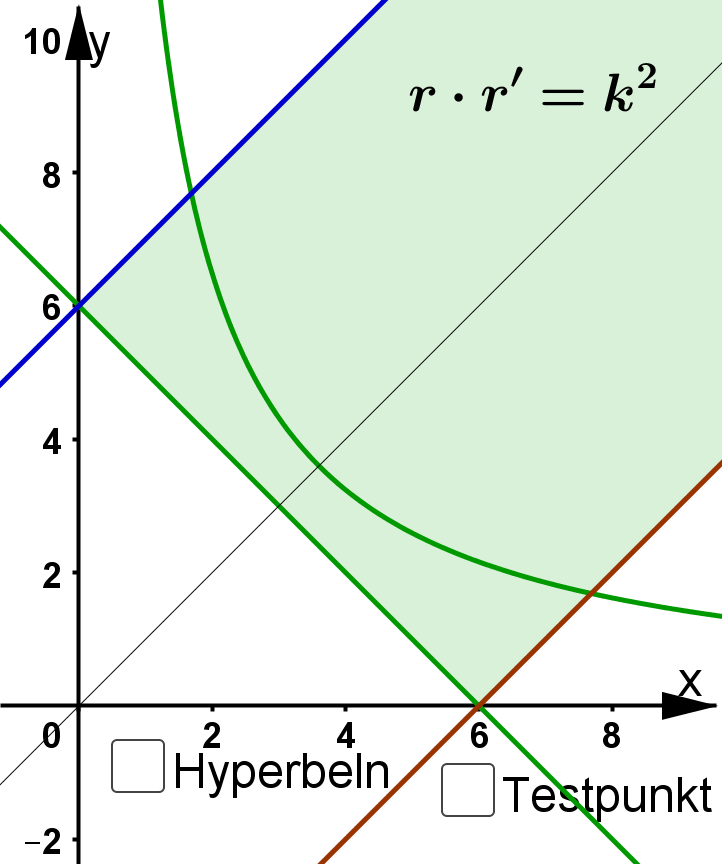 10
y
r · r′ = k²
8
6
4
2
x
0
2
4
6
8
Hyperbeln
Testpunkt
−2